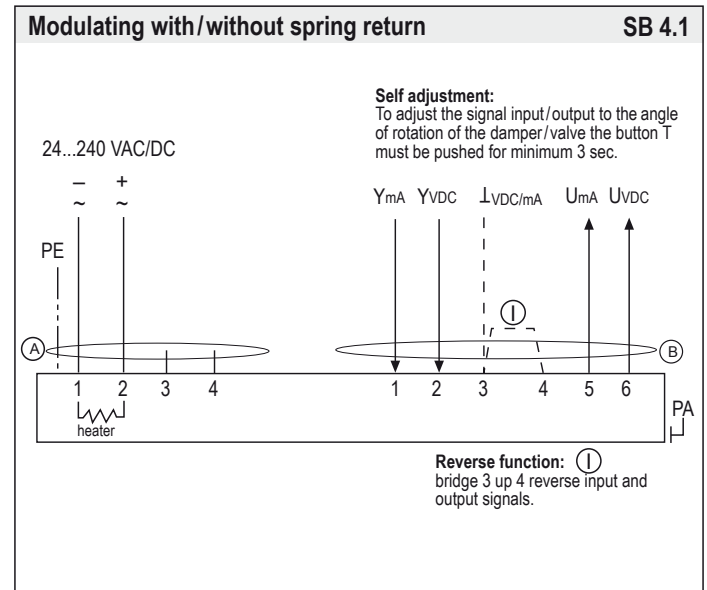 Modulating with/without spring return SB 4.1
Self adjustment:
To adjust the signal input/output to the angle
of rotation of the damper/valve the button T
must be pushed for minimum 3 sec.
24...240 VAC/DC
– +
~ ~
YmA YVDC ⊥VDC/mA UmA UVDC
PE
I
A
B
1 2 3 4 1 2 3 4 5 6
PA
heater
Reverse function: I
bridge 3 up 4 reverse input and
output signals.